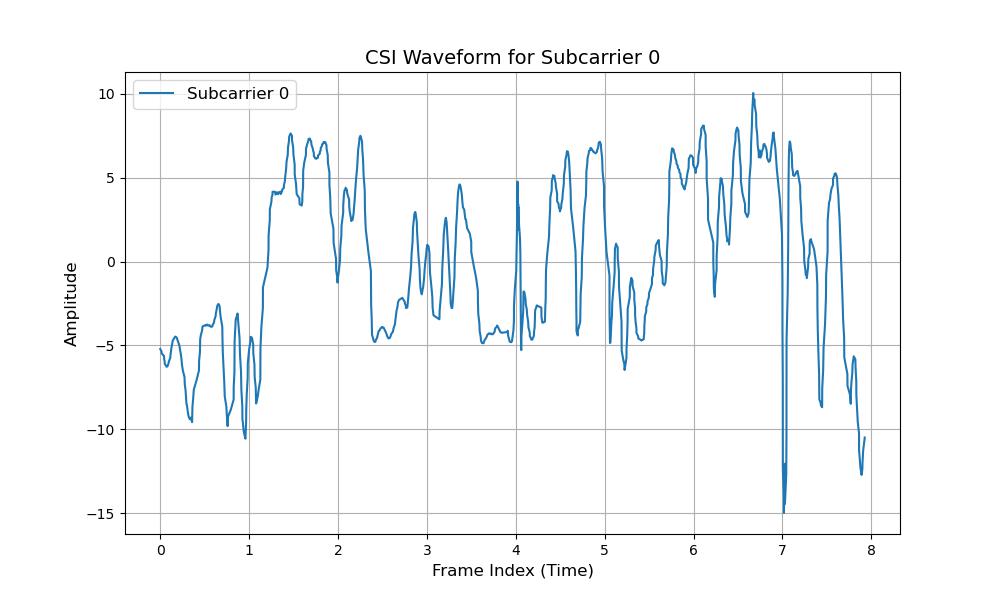 CSI Waveform for Subcarrier 0
Subcarrier 0
Amplitude
10
5
0
−5
−10
−15
0 1 2 3 4 5 6 7 8
Frame Index (Time)